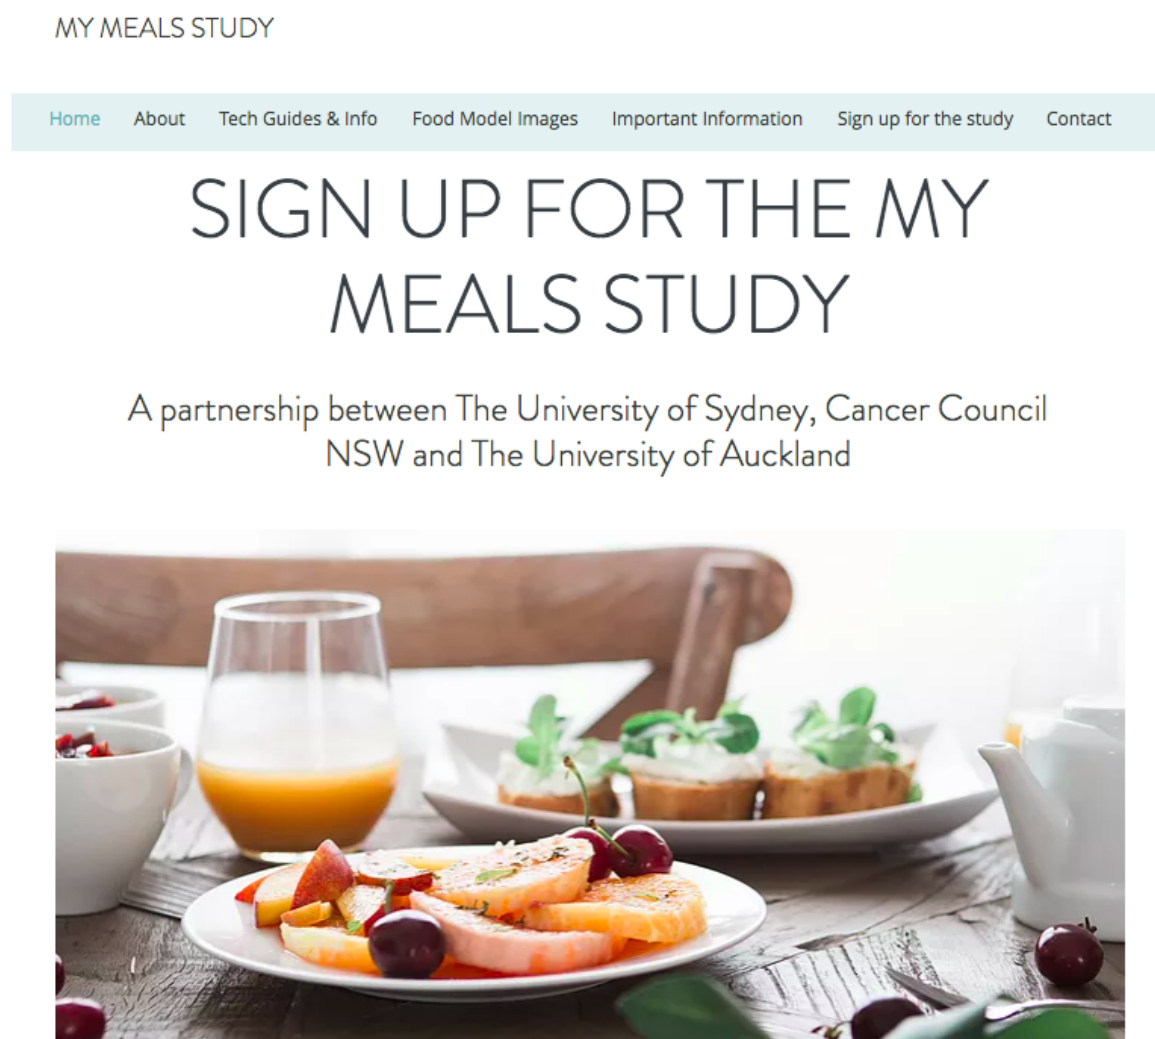 MY MEALS STUDY
Home About Tech Guides & Info Food Model Images Important Information Sign up for the study Contact
SIGN UP FOR THE MY
MEALS STUDY
A partnership between The University of Sydney, Cancer Council
NSW and The University of Auckland